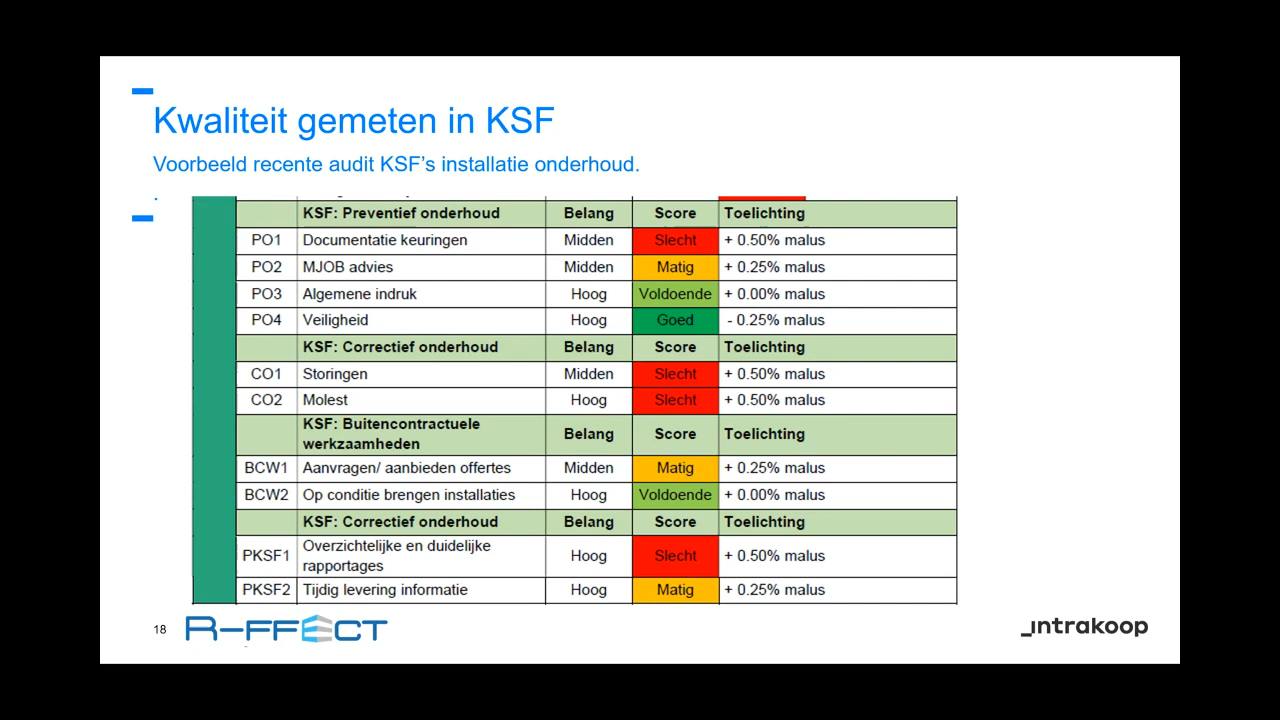 Kwaliteit gemeten in KSF
Voorbeeld recente audit KSF's installatie onderhoud.
.
KSF: Preventief onderhoud Belang Score Toelichting
PO1 Documentatie keuringen Midden Slecht + 0.50% malus
PO2 MJOB advies Midden Matig + 0.25% malus
PO3 Algemene indruk Hoog Voldoende + 0.00% malus
PO4 Veiligheid Hoog Goed - 0.25% malus
KSF: Correctief onderhoud Belang Score Toelichting
CO1 Storingen Midden Slecht + 0.50% malus
CO2 Molest Hoog Slecht + 0.50% malus
KSF: Buitencontractuele
werkzaamheden Belang Score Toelichting
BCW1 Aanvragen/ aanbieden offertes Midden Matig + 0.25% malus
BCW2 Op conditie brengen installaties Hoog Voldoende + 0.00% malus
KSF: Correctief onderhoud Belang Score Toelichting
PKSF1 Overzichtelijke en duidelijke
rapportages Hoog Slecht + 0.50% malus
PKSF2 Tijdig levering informatie Hoog Matig + 0.25% malus
18 R-FFECT _intrakoop